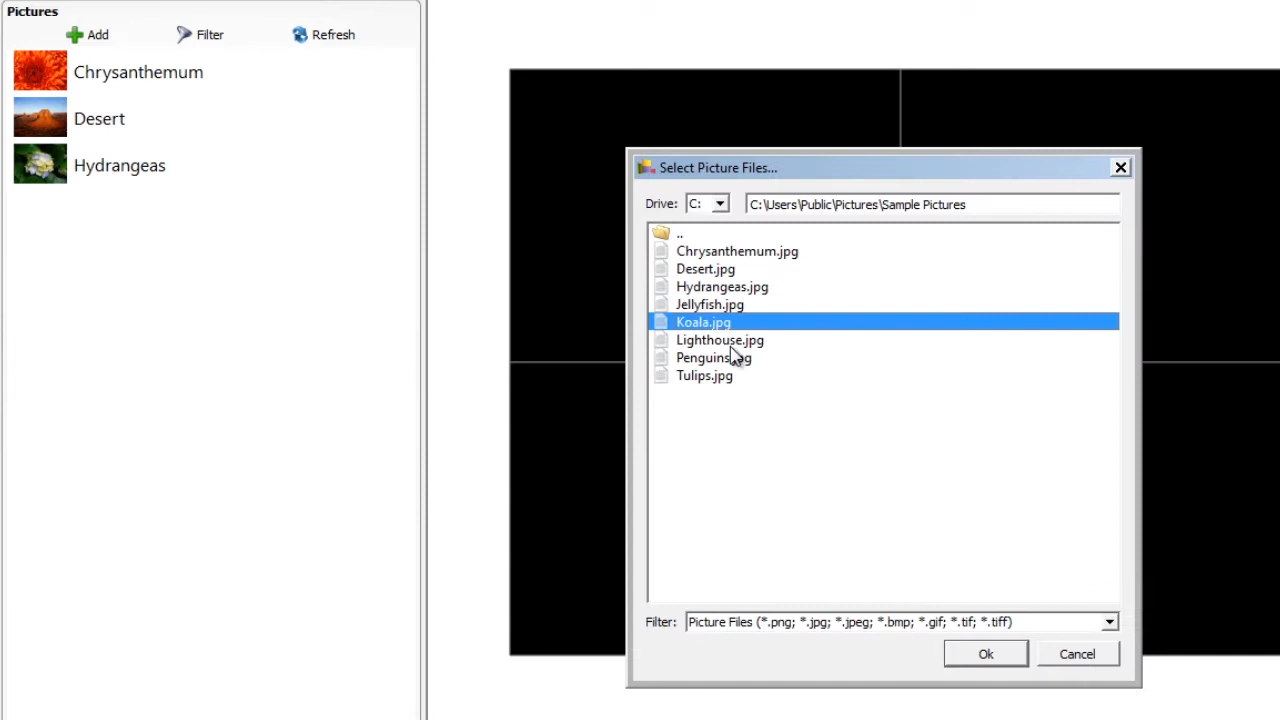 Pictures
Add Filter Refresh
Chrysanthemum
Desert
Hydrangeas
Select Picture Files...
Drive: C: C:\Users\Public\Pictures\Sample Pictures
..
Chrysanthemum.jpg
Desert.jpg
Hydrangeas.jpg
Jellyfish.jpg
Koala.jpg
Lighthouse.jpg
Penguins.jpg
Tulips.jpg
Filter: Picture Files (*.png; *.jpg; *.jpeg; *.bmp; *.gif; *.tif; *.tiff)
Ok Cancel